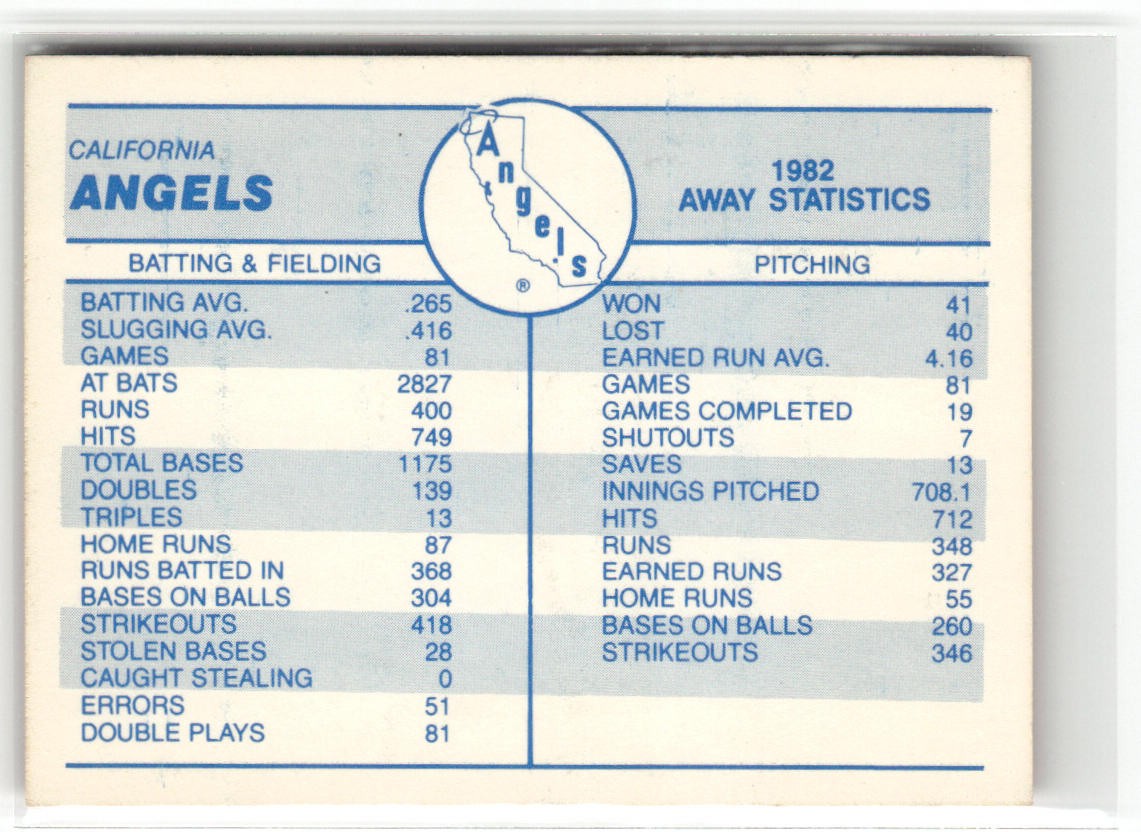 CALIFORNIA
ANGELS
Angels
®
1982
AWAY STATISTICS
BATTING & FIELDING
BATTING AVG. .265
SLUGGING AVG. .416
GAMES 81
AT BATS 2827
RUNS 400
HITS 749
TOTAL BASES 1175
DOUBLES 139
TRIPLES 13
HOME RUNS 87
RUNS BATTED IN 368
BASES ON BALLS 304
STRIKEOUTS 418
STOLEN BASES 28
CAUGHT STEALING 0
ERRORS 51
DOUBLE PLAYS 81
PITCHING
WON 41
LOST 40
EARNED RUN AVG. 4.16
GAMES 81
GAMES COMPLETED 19
SHUTOUTS 7
SAVES 13
INNINGS PITCHED 708.1
HITS 712
RUNS 348
EARNED RUNS 327
HOME RUNS 55
BASES ON BALLS 260
STRIKEOUTS 346